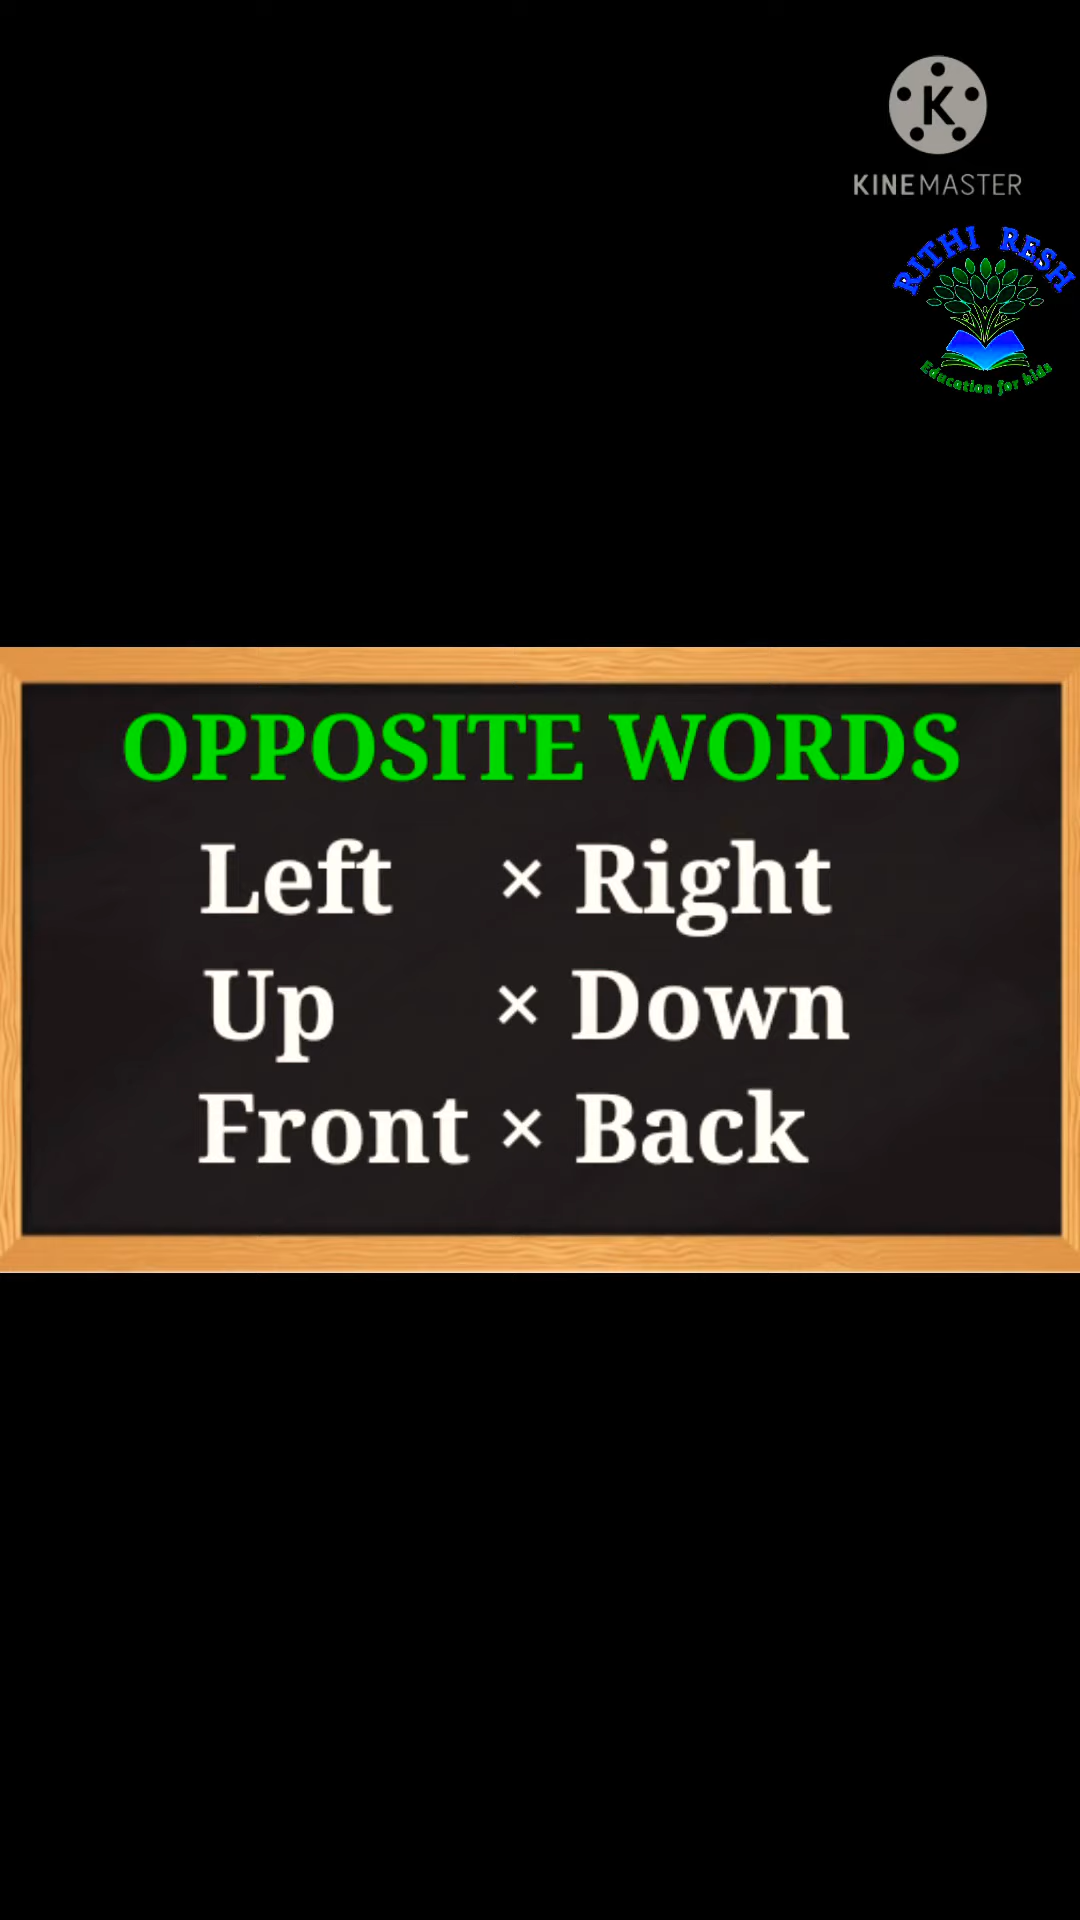 K
KINEMASTER
RITHI RESH
Education for kids
OPPOSITE WORDS
Left × Right
Up × Down
Front × Back